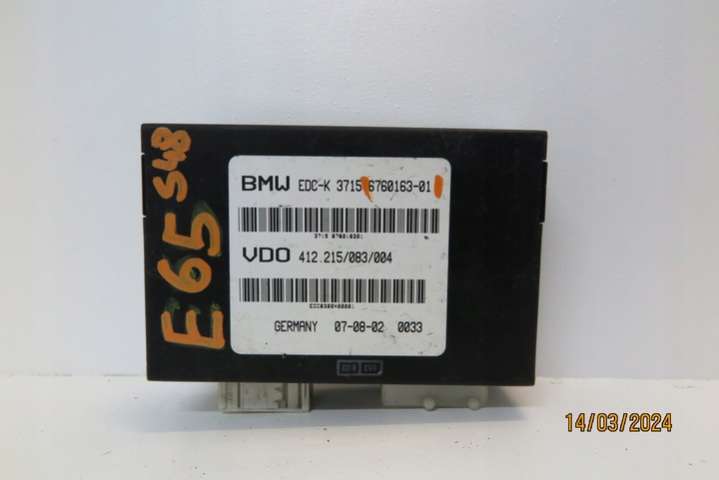 E65 S48
BMW EDC-K 3715 6760163-01
VDO 412.215/083/004
GERMANY 07-08-02 0033
14/03/2024